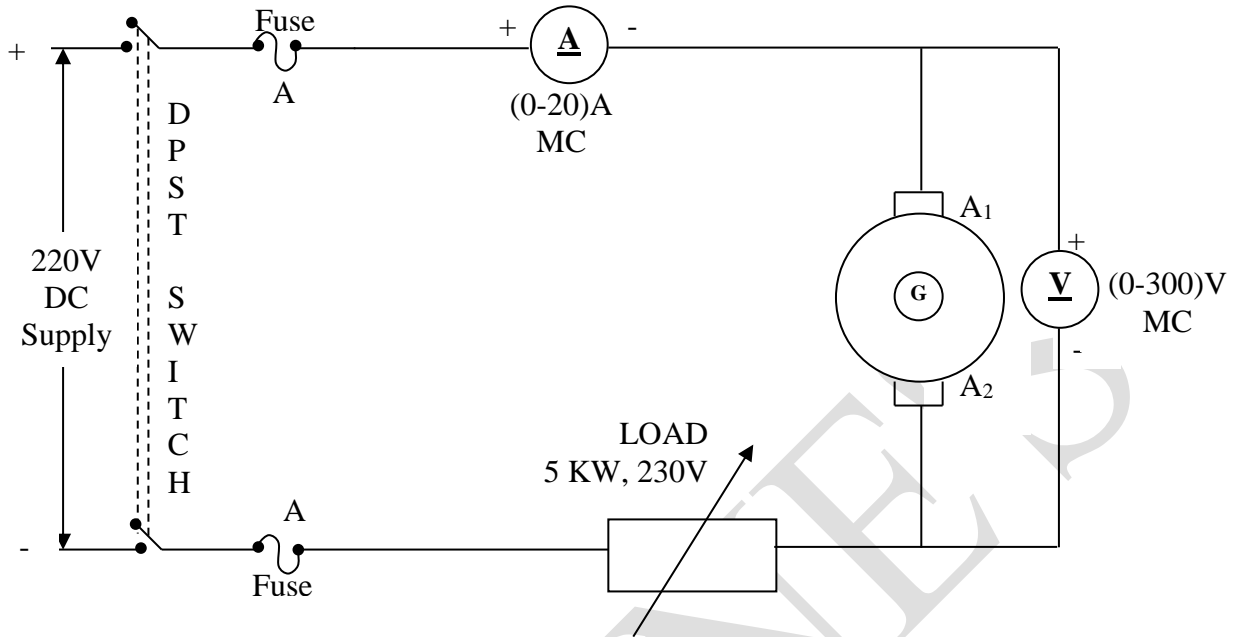 Fuse
+
A
+
A
-
(0-20)A
MC
D
P
S
T
S
W
I
T
C
H
220V
DC
Supply
A1
G
A2
+
V
-
(0-300)V
MC
LOAD
5 KW, 230V
-
A
Fuse